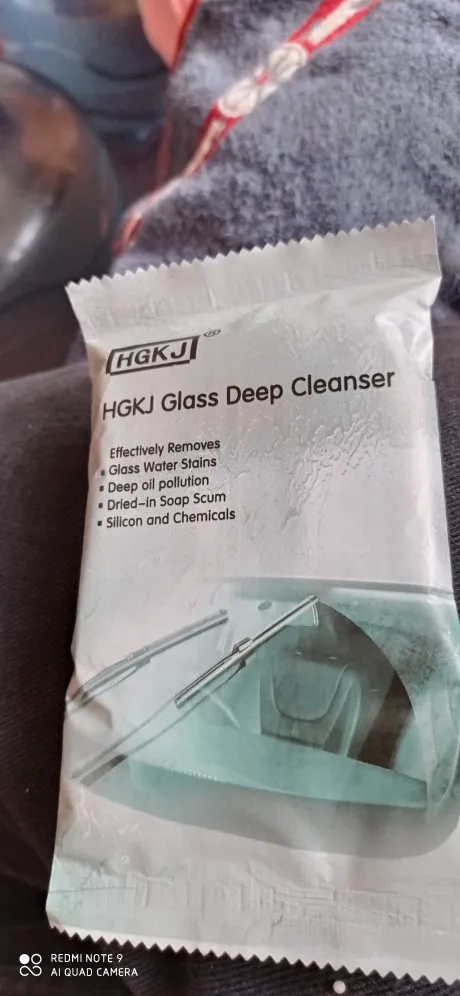 HGKJ ®
HGKJ Glass Deep Cleanser
Effectively Removes
▪ Glass Water Stains
▪ Deep oil pollution
▪ Dried-in Soap Scum
▪ Silicon and Chemicals
REDMI NOTE 9
AI QUAD CAMERA